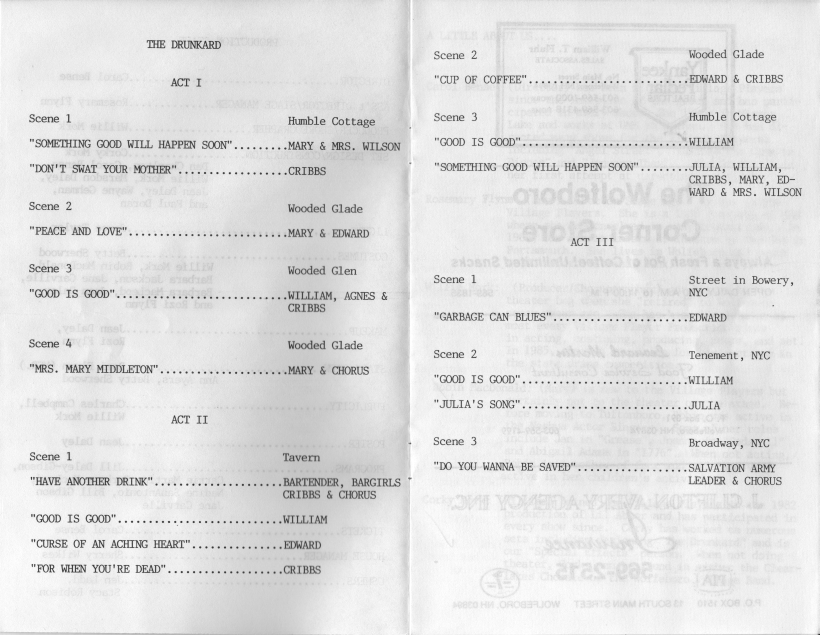 THE DRUNKARD
ACT I
Scene 1 Humble Cottage
"SOMETHING GOOD WILL HAPPEN SOON".........MARY & MRS. WILSON
"DON'T SWAT YOUR MOTHER"..................CRIBBS
Scene 2 Wooded Glade
"PEACE AND LOVE"..........................MARY & EDWARD
Scene 3 Wooded Glen
"GOOD IS GOOD"............................WILLIAM, AGNES &
CRIBBS
Scene 4 Wooded Glade
"MRS. MARY MIDDLETON".....................MARY & CHORUS
ACT II
Scene 1 Tavern
"HAVE ANOTHER DRINK".....................BARTENDER, BARGIRLS
CRIBBS & CHORUS
"GOOD IS GOOD"...........................WILLIAM
"CURSE OF AN ACHING HEART"...............EDWARD
"FOR WHEN YOU'RE DEAD"...................CRIBBS
Scene 2 Wooded Glade
"CUP OF COFFEE"..........................EDWARD & CRIBBS
Scene 3 Humble Cottage
"GOOD IS GOOD"...........................WILLIAM
"SOMETHING GOOD WILL HAPPEN SOON"........JULIA, WILLIAM,
CRIBBS, MARY, ED-
WARD & MRS. WILSON
ACT III
Scene 1 Street in Bowery,
NYC
"GARBAGE CAN BLUES"......................EDWARD
Scene 2 Tenement, NYC
"GOOD IS GOOD"...........................WILLIAM
"JULIA'S SONG"...........................JULIA
Scene 3 Broadway, NYC
"DO YOU WANNA BE SAVED"..................SALVATION ARMY
LEADER & CHORUS